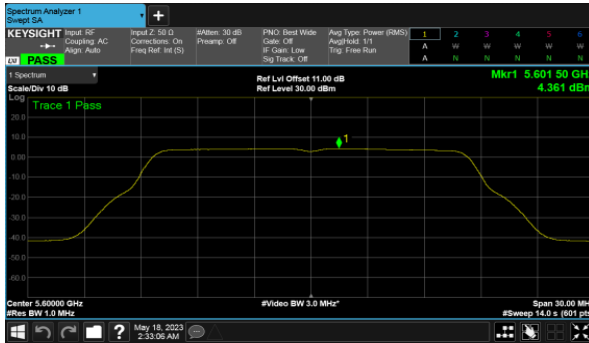 Spectrum Analyzer 1
Swept SA
+
KEYSIGHT Input: RF Input Z: 50 Ω #Atten: 30 dB PNO: Best Wide Avg Type: Power (RMS) 1 2 3 4 5 6
Coupling: AC Corrections: On Preamp: Off Gate: Off Avg|Hold: 1/1 A W W W W W
Align: Auto Freq Ref: Int (S) IF Gain: Low Trig: Free Run
LXI PASS Sig Track: Off A N N N N N
1 Spectrum Ref Lvl Offset 11.00 dB Mkr1 5.601 50 GH
Scale/Div 10 dB Ref Level 30.00 dBm 4.361 dBm
Log
Trace 1 Pass
20.0
10.0
1
0.00
-10.0
-20.0
-30.0
-40.0
-50.0
-60.0
Center 5.60000 GHz #Video BW 3.0 MHz* Span 30.00 MH
#Res BW 1.0 MHz #Sweep 14.0 s (601 pts
? May 18, 2023
2:33:06 AM